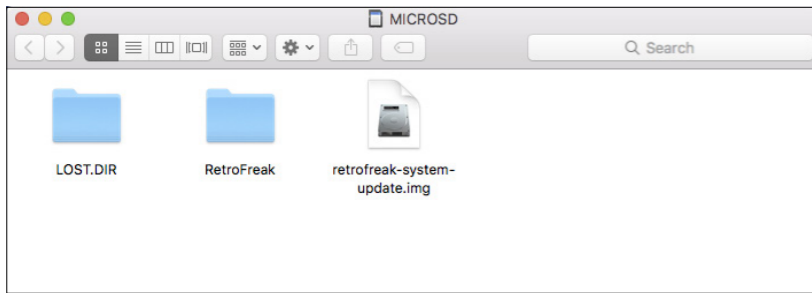 MICROSD
Search
LOST.DIR
RetroFreak
retrofreak-system-
update.img